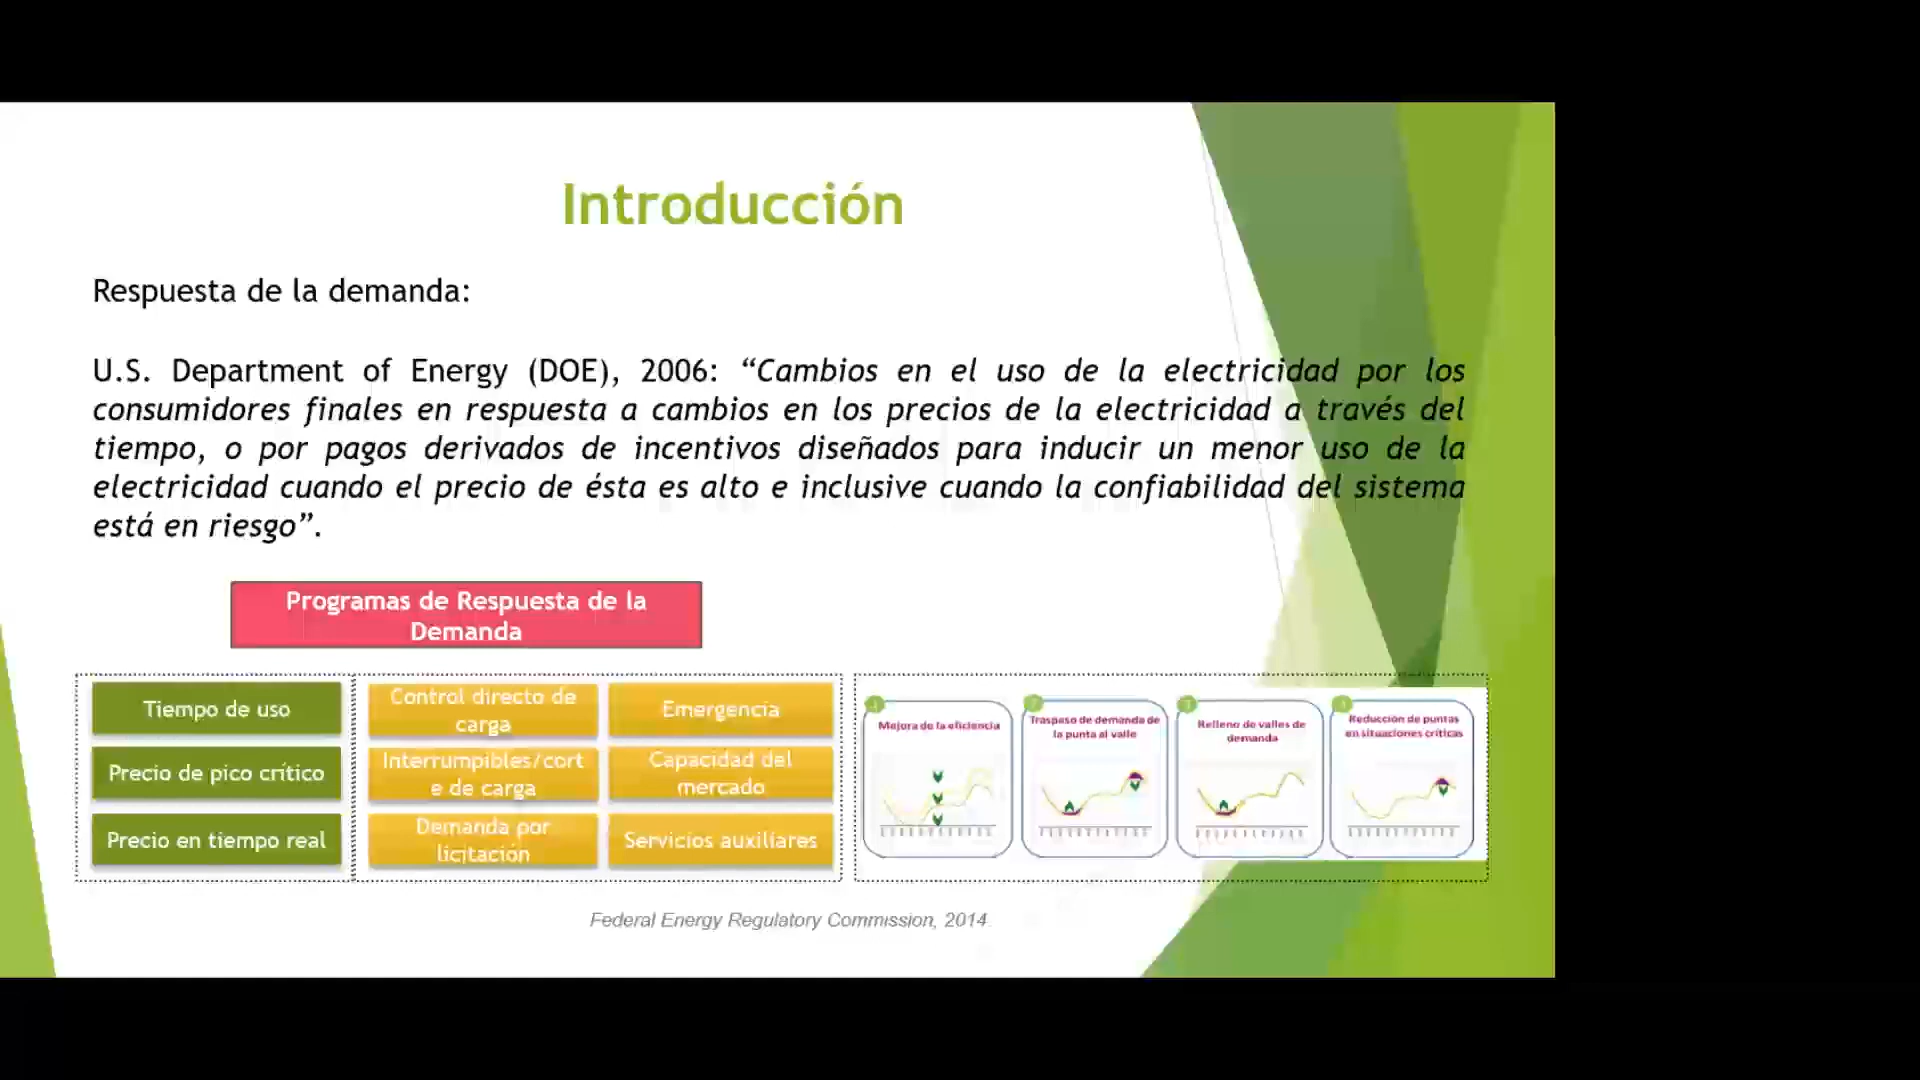 Introducción
Respuesta de la demanda:
U.S. Department of Energy (DOE), 2006: “Cambios en el uso de la electricidad por los
consumidores finales en respuesta a cambios en los precios de la electricidad a través del
tiempo, o por pagos derivados de incentivos diseñados para inducir un menor uso de la
electricidad cuando el precio de ésta es alto e inclusive cuando la confiabilidad del sistema
está en riesgo”.
Programas de Respuesta de la
Demanda
Tiempo de uso
Precio de pico crítico
Precio en tiempo real
Control directo de
carga
Interrumpibles/cort
e de carga
Demanda por
licitación
Emergencia
Capacidad del
mercado
Servicios auxiliares
Mejora de la eficiencia
Traspaso de demanda de
la punta al valle
Relleno de valles de
demanda
Reducción de puntas
en situaciones críticas
Federal Energy Regulatory Commission, 2014